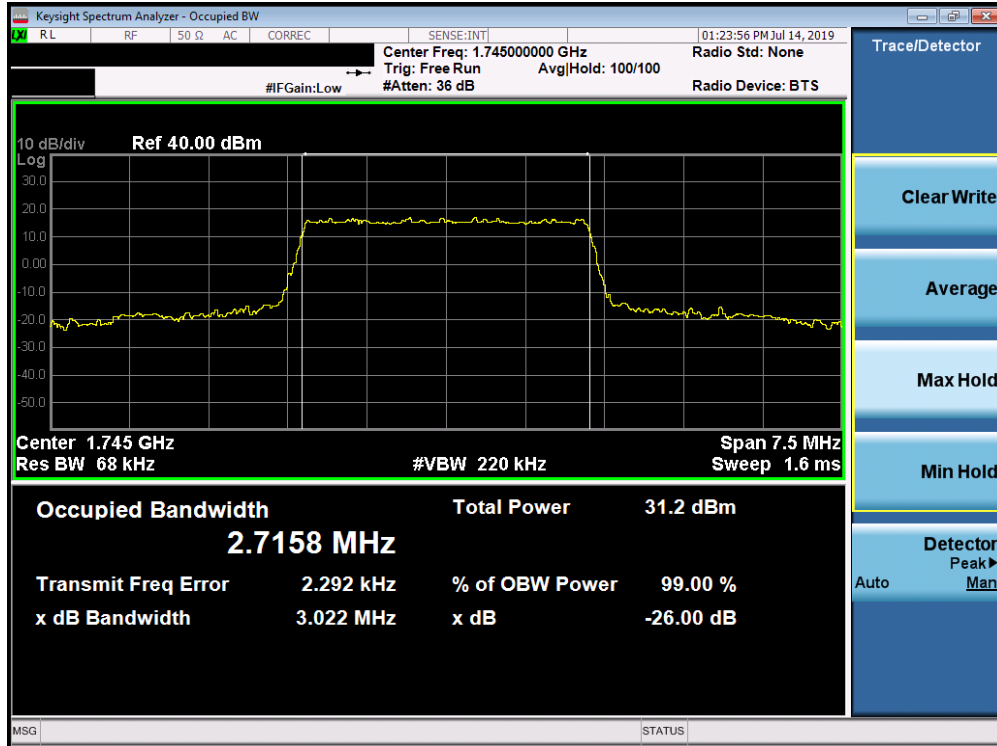 Keysight Spectrum Analyzer - Occupied BW
LXI RL RF 50 Ω AC CORREC SENSE:INT 01:23:56 PM Jul 14, 2019
Center Freq: 1.745000000 GHz Radio Std: None
Trig: Free Run Avg|Hold: 100/100
#IFGain:Low #Atten: 36 dB Radio Device: BTS
Trace/Detector
10 dB/div Ref 40.00 dBm
Log
30.0
20.0
10.0
0.00
-10.0
-20.0
-30.0
-40.0
-50.0
Center 1.745 GHz Span 7.5 MHz
Res BW 68 kHz #VBW 220 kHz Sweep 1.6 ms
Occupied Bandwidth Total Power 31.2 dBm
2.7158 MHz
Transmit Freq Error 2.292 kHz % of OBW Power 99.00 %
x dB Bandwidth 3.022 MHz x dB -26.00 dB
Clear Write
Average
Max Hold
Min Hold
Detector
Peak▶
Auto Man
MSG STATUS